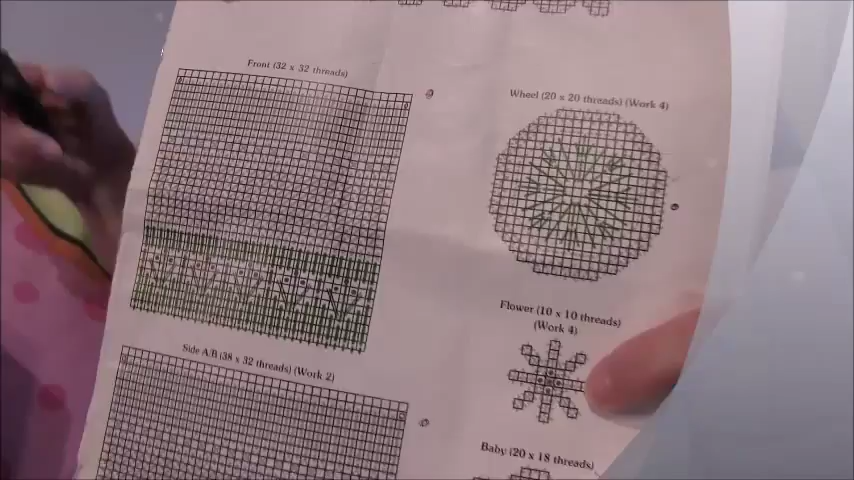 Front (32 x 32 threads)
Wheel (20 x 20 threads) (Work 4)
Flower (10 x 10 threads)
(Work 4)
Side A/B (38 x 32 threads) (Work 2)
Baby (20 x 18 threads)